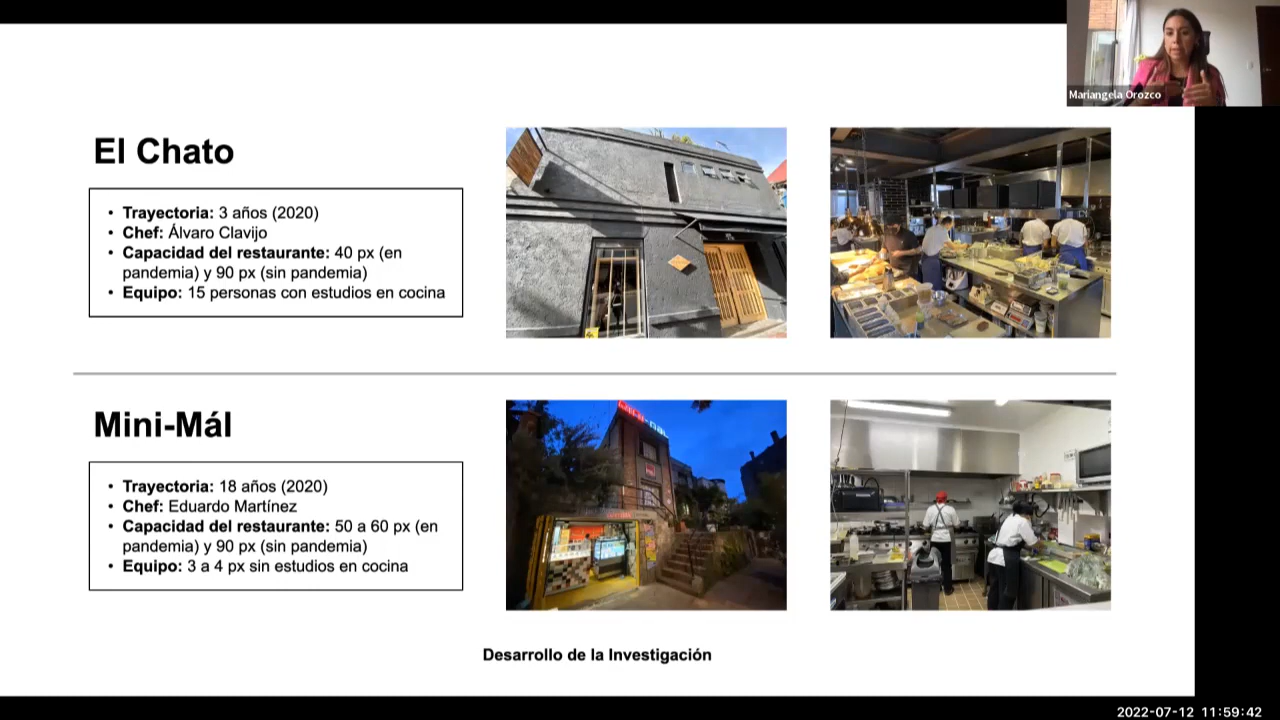 Mariangela Orozco
El Chato
• Trayectoria: 3 años (2020)
• Chef: Álvaro Clavijo
• Capacidad del restaurante: 40 px (en
pandemia) y 90 px (sin pandemia)
• Equipo: 15 personas con estudios en cocina
Mini-Mál
• Trayectoria: 18 años (2020)
• Chef: Eduardo Martínez
• Capacidad del restaurante: 50 a 60 px (en
pandemia) y 90 px (sin pandemia)
• Equipo: 3 a 4 px sin estudios en cocina
Desarrollo de la Investigación
2022-07-12 11:59:42